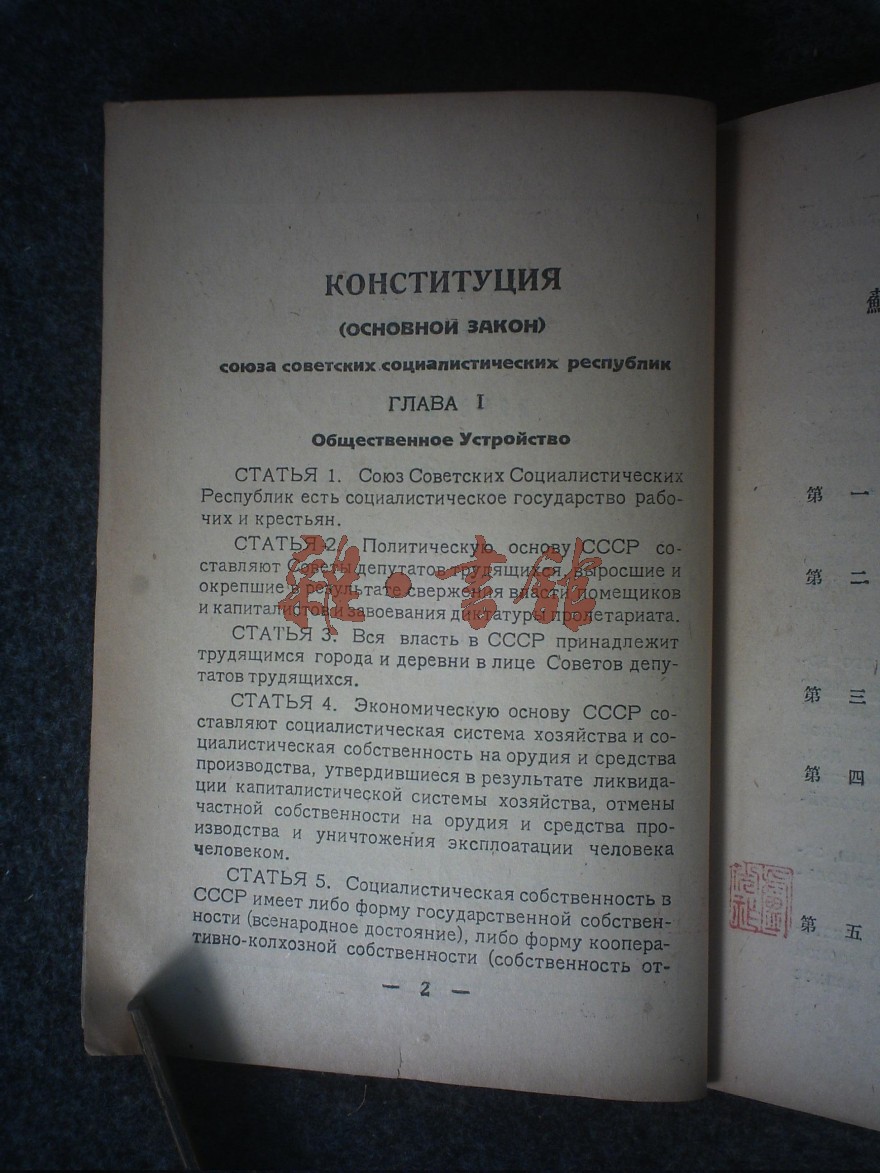 КОНСТИТУЦИЯ
(ОСНОВНОЙ ЗАКОН)
союза советских социалистических республик
ГЛАВА I
Общественное Устройство
СТАТЬЯ 1. Союз Советских Социалистических
Республик есть социалистическое государство рабо-
чих и крестьян.
СТАТЬЯ 2. Политическую основу СССР со-
ставляют Советы депутатов трудящихся, выросшие и
окрепшие в результате свержения власти помещиков
и капиталистов и завоевания диктатуры пролетариата.
СТАТЬЯ 3. Вся власть в СССР принадлежит
трудящимся города и деревни в лице Советов депу-
татов трудящихся.
СТАТЬЯ 4. Экономическую основу СССР со-
ставляют социалистическая система хозяйства и со-
циалистическая собственность на орудия и средства
производства, утвердившиеся в результате ликвида-
ции капиталистической системы хозяйства, отмены
частной собственности на орудия и средства про-
изводства и уничтожения эксплоатации человека
человеком.
СТАТЬЯ 5. Социалистическая собственность в
СССР имеет либо форму государственной собствен-
ности (всенародное достояние), либо форму коопера-
тивно-колхозной собственности (собственность от-
— 2 —
第 一
第 二
第 三
第 四
第 五